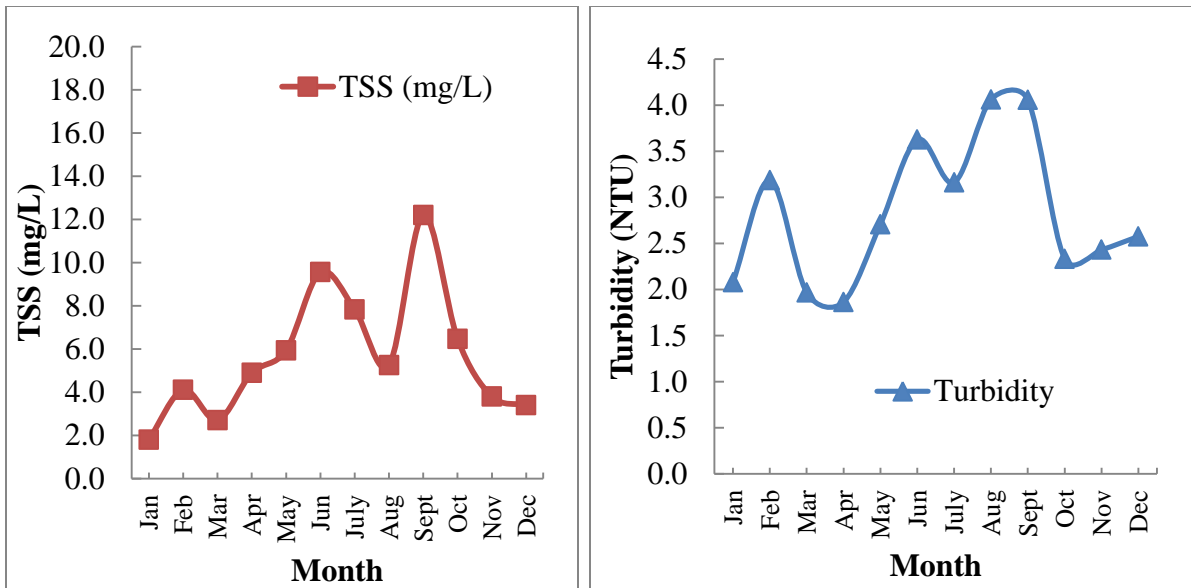 20.0
18.0
16.0
14.0
12.0
10.0
8.0
6.0
4.0
2.0
0.0
TSS (mg/L)
TSS (mg/L)
Jan
Feb
Mar
Apr
May
Jun
July
Aug
Sept
Oct
Nov
Dec
Month
4.5
4.0
3.5
3.0
2.5
2.0
1.5
1.0
0.5
0.0
Turbidity (NTU)
Turbidity
Jan
Feb
Mar
Apr
May
Jun
July
Aug
Sept
Oct
Nov
Dec
Month